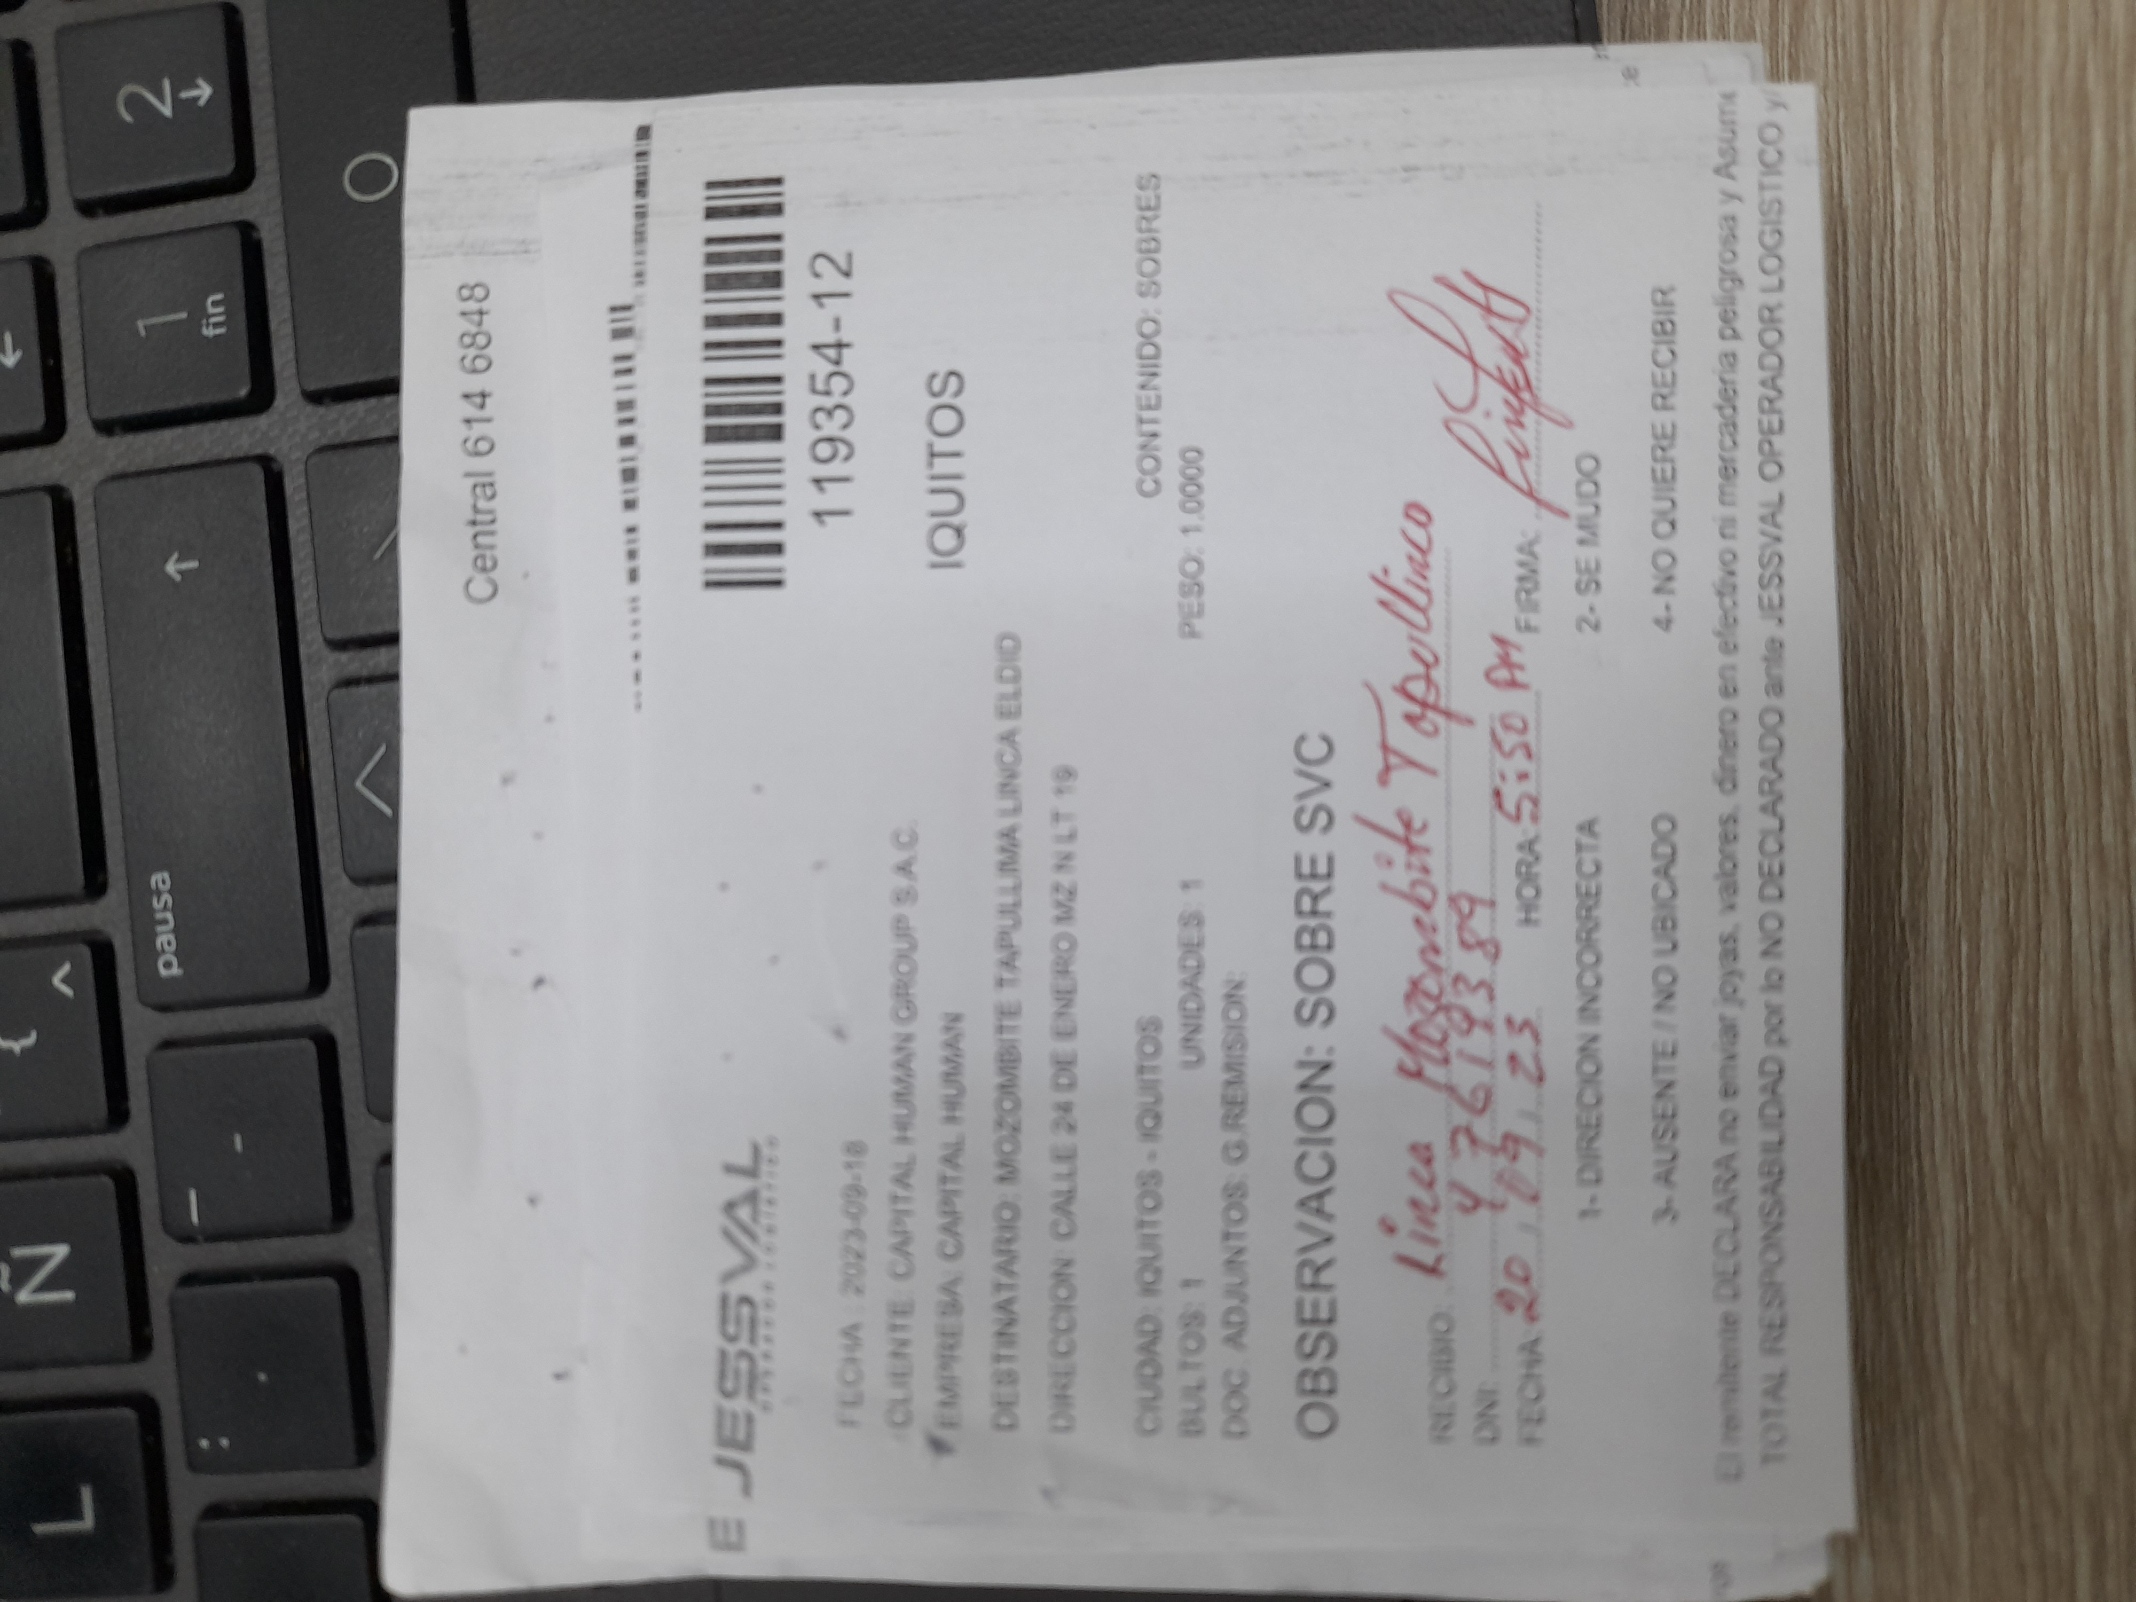 L Ñ { ^ ←
: . _ - pausa ↑ 1 fin 2 ↓
0
Central 614 6848
E JESSVAL
OPERADOR LOGISTICO
119354-12
FECHA : 2023-09-18
CLIENTE: CAPITAL HUMAN GROUP S.A.C.
EMPRESA: CAPITAL HUMAN
IQUITOS
DESTINATARIO: MOZOMBITE TAPULLIMA LINCA ELDID
DIRECCION: CALLE 24 DE ENERO MZ N LT 19
CIUDAD: IQUITOS - IQUITOS CONTENIDO: SOBRES
BULTOS: 1 UNIDADES: 1 PESO: 1.0000
DOC. ADJUNTOS: G.REMISION:
OBSERVACION: SOBRE SVC
RECIBIO: Linca Mozombite Tapullinco
DNI: 47619389
FECHA: 20 / 09 / 23 HORA: 5:50 PM FIRMA:
1- DIRECION INCORRECTA 2- SE MUDO
3- AUSENTE / NO UBICADO 4- NO QUIERE RECIBIR
El remitente DECLARA no enviar joyas, valores, dinero en efectivo ni mercaderia peligrosa y Asume
TOTAL RESPONSABILIDAD por lo NO DECLARADO ante JESSVAL OPERADOR LOGISTICO y/